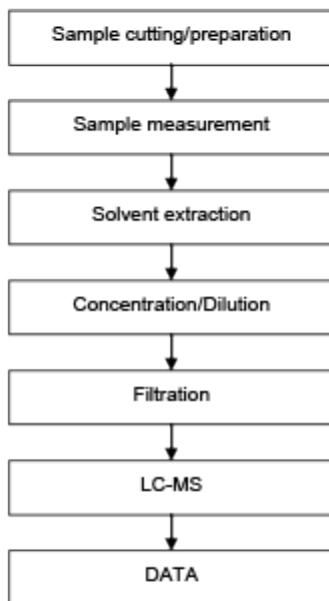 Sample cutting/preparation
Sample measurement
Solvent extraction
Concentration/Dilution
Filtration
LC-MS
DATA